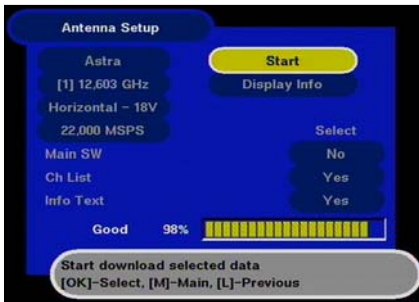 Antenna Setup
Astra
Start
[1] 12,603 GHz
Display Info
Horizontal – 18V
22,000 MSPS
Select
Main SW
No
Ch List
Yes
Info Text
Yes
Good 98%
Start download selected data
[OK]-Select, [M]-Main, [L]-Previous